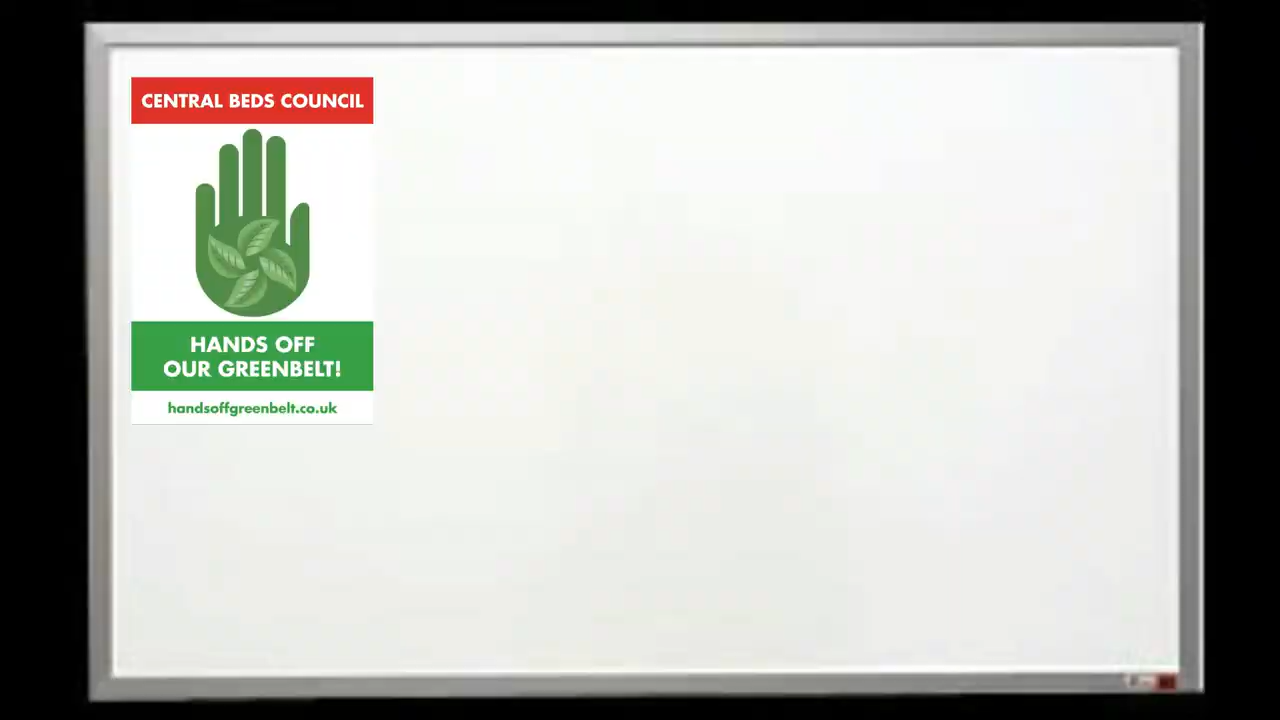 CENTRAL BEDS COUNCIL
HANDS OFF
OUR GREENBELT!
handsoffgreenbelt.co.uk